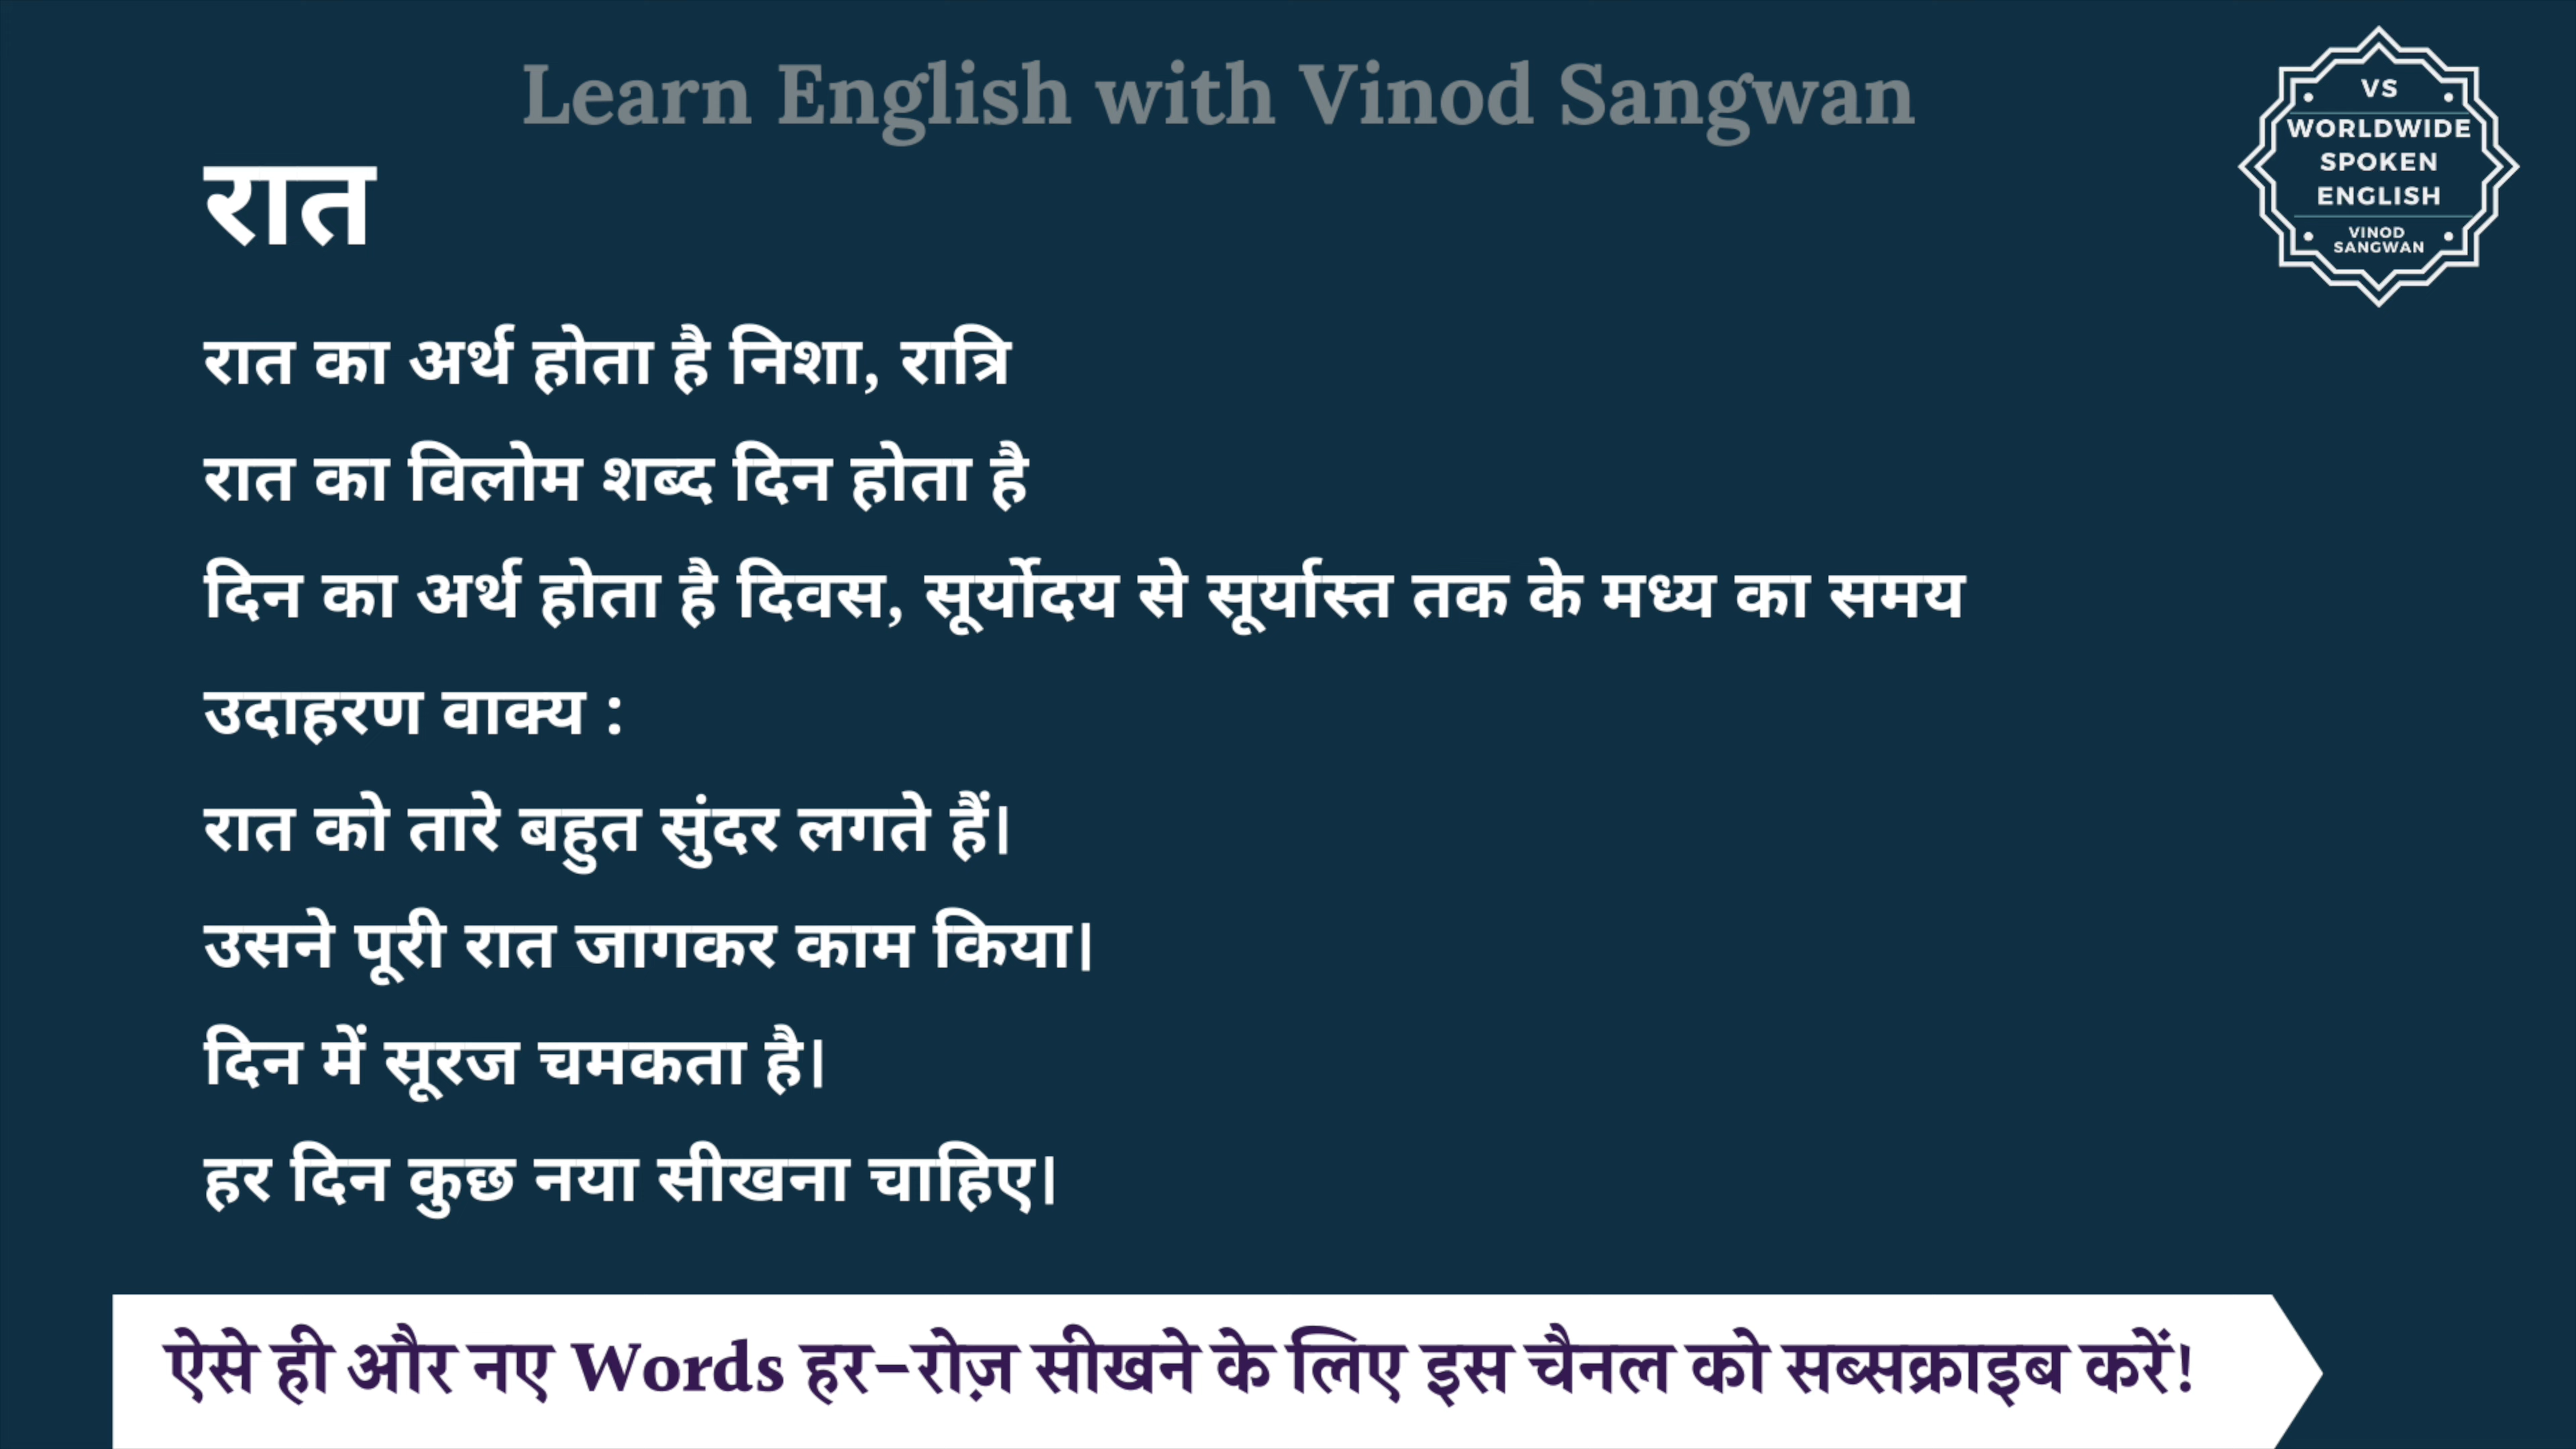 Learn English with Vinod Sangwan
VS
WORLDWIDE
SPOKEN
ENGLISH
VINOD
SANGWAN
रात
रात का अर्थ होता है निशा, रात्रि
रात का विलोम शब्द दिन होता है
दिन का अर्थ होता है दिवस, सूर्योदय से सूर्यास्त तक के मध्य का समय
उदाहरण वाक्य :
रात को तारे बहुत सुंदर लगते हैं।
उसने पूरी रात जागकर काम किया।
दिन में सूरज चमकता है।
हर दिन कुछ नया सीखना चाहिए।
ऐसे ही और नए Words हर-रोज़ सीखने के लिए इस चैनल को सब्सक्राइब करें!